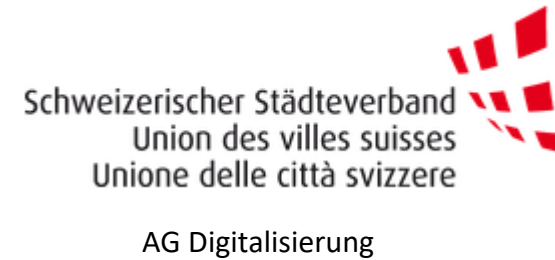 Schweizerischer Städteverband
Union des villes suisses
Unione delle città svizzere
AG Digitalisierung